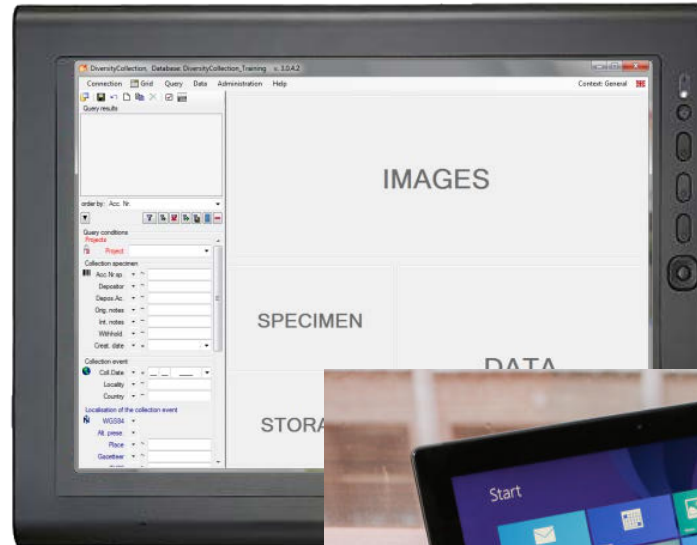 DiversityCollection, Database: DiversityCollection_Training v. 3.0.4.2
Connection Grid Query Data Administration Help Context: General
Query results
order by: Acc. Nr.
Query conditions
Projects
Project
Collection specimen
Acc.Nr.sp.
Depositor
Depos.Ac.
Orig. notes
Int. notes
Withhold.
Creat. date
Collection event
Coll.Date
Locality
Country
Localisation of the collection event
WGS84
Alt. presc.
Place
Gazetteer
IMAGES
SPECIMEN
DATA
STORA
Start